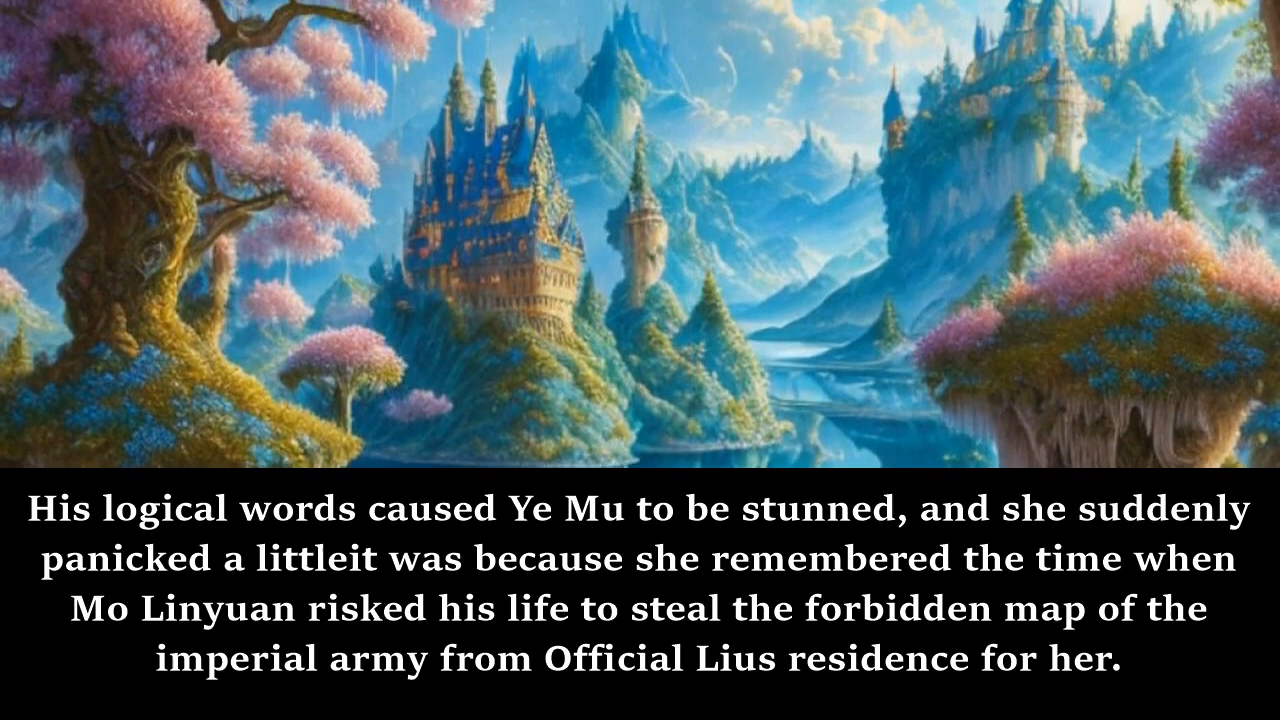 His logical words caused Ye Mu to be stunned, and she suddenly
panicked a littleit was because she remembered the time when
Mo Linyuan risked his life to steal the forbidden map of the
imperial army from Official Lius residence for her.